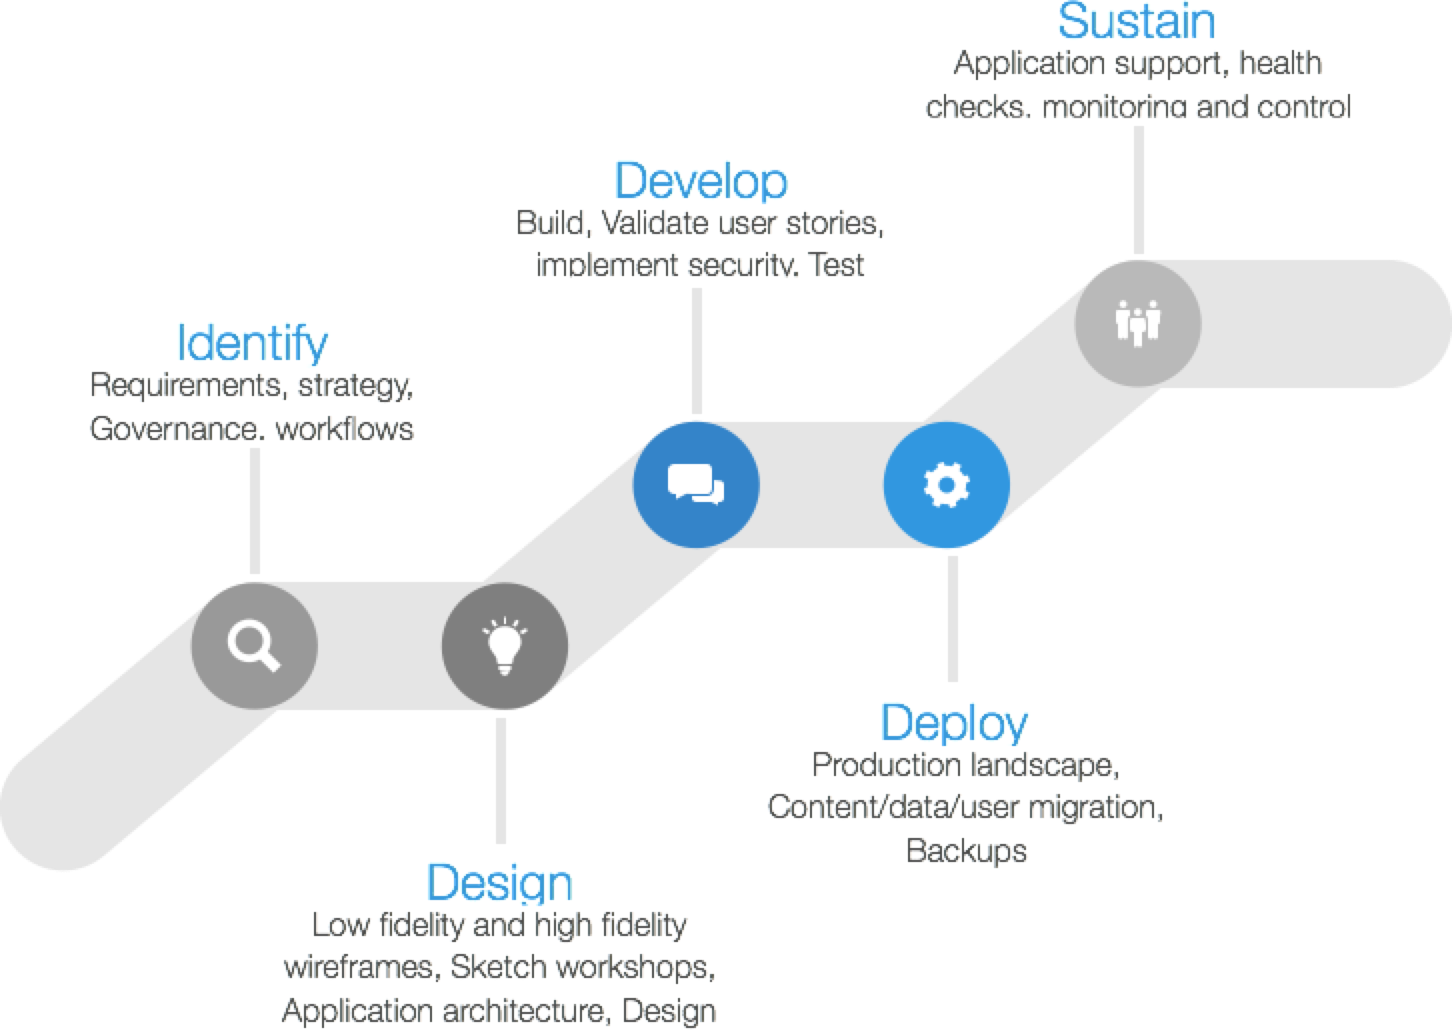 Sustain
Application support, health
checks, monitoring and control
Develop
Build, Validate user stories,
implement security, Test
Identify
Requirements, strategy,
Governance, workflows
Deploy
Production landscape,
Content/data/user migration,
Backups
Design
Low fidelity and high fidelity
wireframes, Sketch workshops,
Application architecture, Design